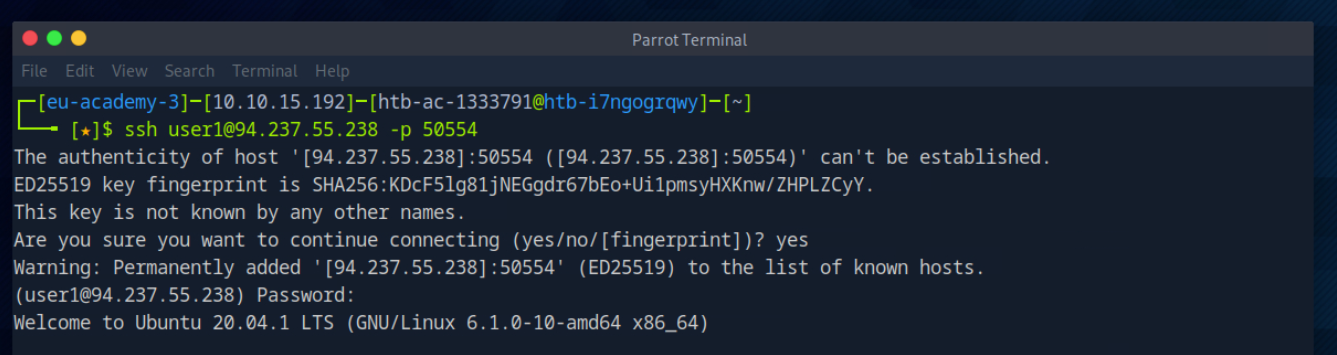 Parrot Terminal
File Edit View Search Terminal Help
┌─[eu-academy-3]─[10.10.15.192]─[htb-ac-1333791@htb-i7ngogrqwy]─[~]
└──╼ [★]$ ssh user1@94.237.55.238 -p 50554
The authenticity of host '[94.237.55.238]:50554 ([94.237.55.238]:50554)' can't be established.
ED25519 key fingerprint is SHA256:KDcF5lg81jNEGgdr67bEo+Ui1pmsyHXKnw/ZHPLZCyY.
This key is not known by any other names.
Are you sure you want to continue connecting (yes/no/[fingerprint])? yes
Warning: Permanently added '[94.237.55.238]:50554' (ED25519) to the list of known hosts.
(user1@94.237.55.238) Password:
Welcome to Ubuntu 20.04.1 LTS (GNU/Linux 6.1.0-10-amd64 x86_64)